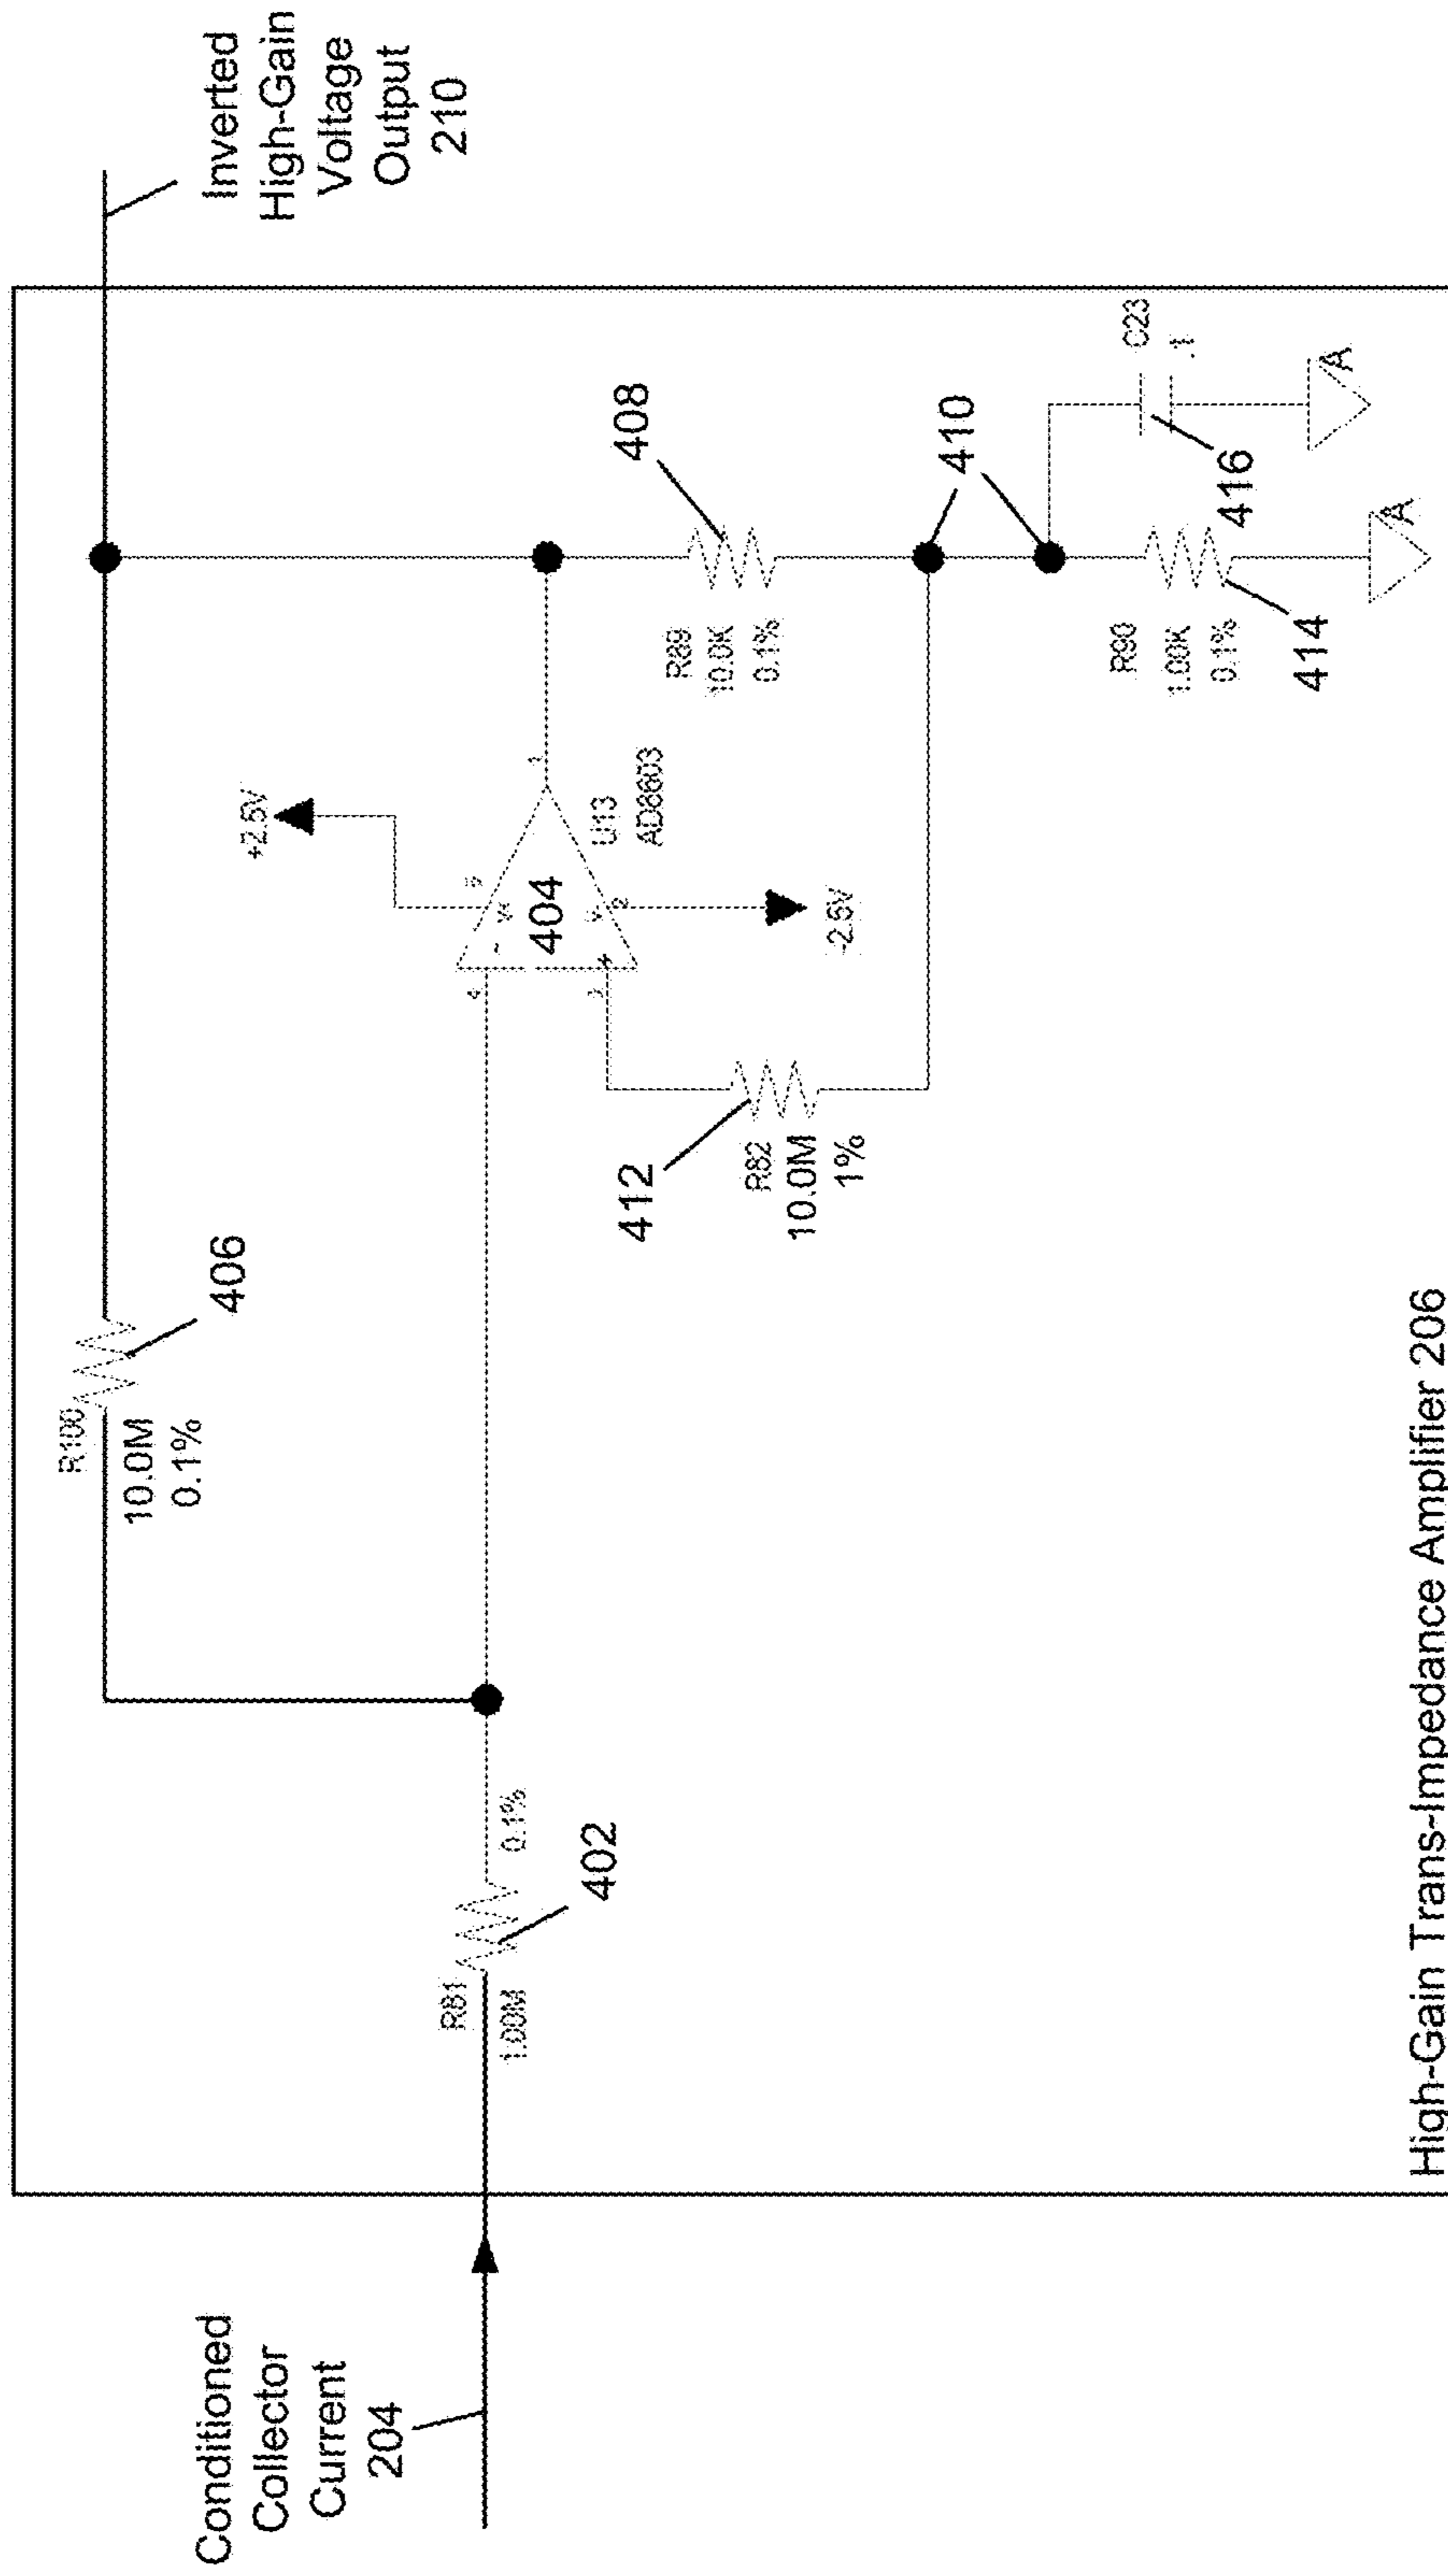 Conditioned
Collector
Current
204
R81
1.00M
0.1%
402
R100
10.0M
0.1%
406
4
3
404
V+
V-
5
2
1
+2.5V
-2.5V
U13
AD8603
412
R82
10.0M
1%
R89
10.0K
0.1%
408
410
R90
1.00K
0.1%
414
C23
.1
416
A
A
Inverted
High-Gain
Voltage
Output
210
High-Gain Trans-Impedance Amplifier 206